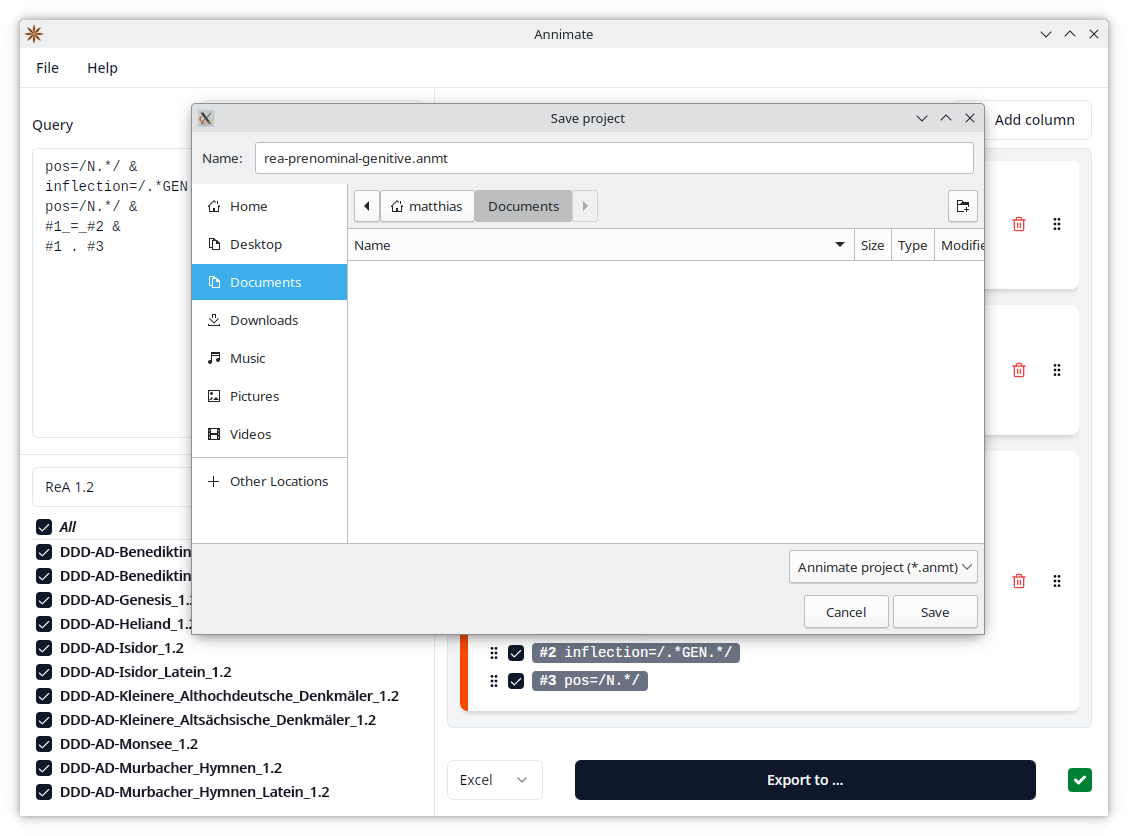 Annimate
File Help
Query
Add column
pos=/N.*/ &
inflection=/.*GEN
pos=/N.*/ &
#1_=_#2 &
#1 . #3
Save project
Name: rea-prenominal-genitive.anmt
Home
Desktop
Documents
Downloads
Music
Pictures
Videos
Other Locations
matthias Documents
Name Size Type Modifie
Annimate project (*.anmt)
Cancel Save
ReA 1.2
All
DDD-AD-Benediktin
DDD-AD-Benediktin
DDD-AD-Genesis_1.2
DDD-AD-Heliand_1.2
DDD-AD-Isidor_1.2
DDD-AD-Isidor_Latein_1.2
DDD-AD-Kleinere_Althochdeutsche_Denkmäler_1.2
DDD-AD-Kleinere_Altsächsische_Denkmäler_1.2
DDD-AD-Monsee_1.2
DDD-AD-Murbacher_Hymnen_1.2
DDD-AD-Murbacher_Hymnen_Latein_1.2
#2 inflection=/.*GEN.*/
#3 pos=/N.*/
Excel
Export to ...